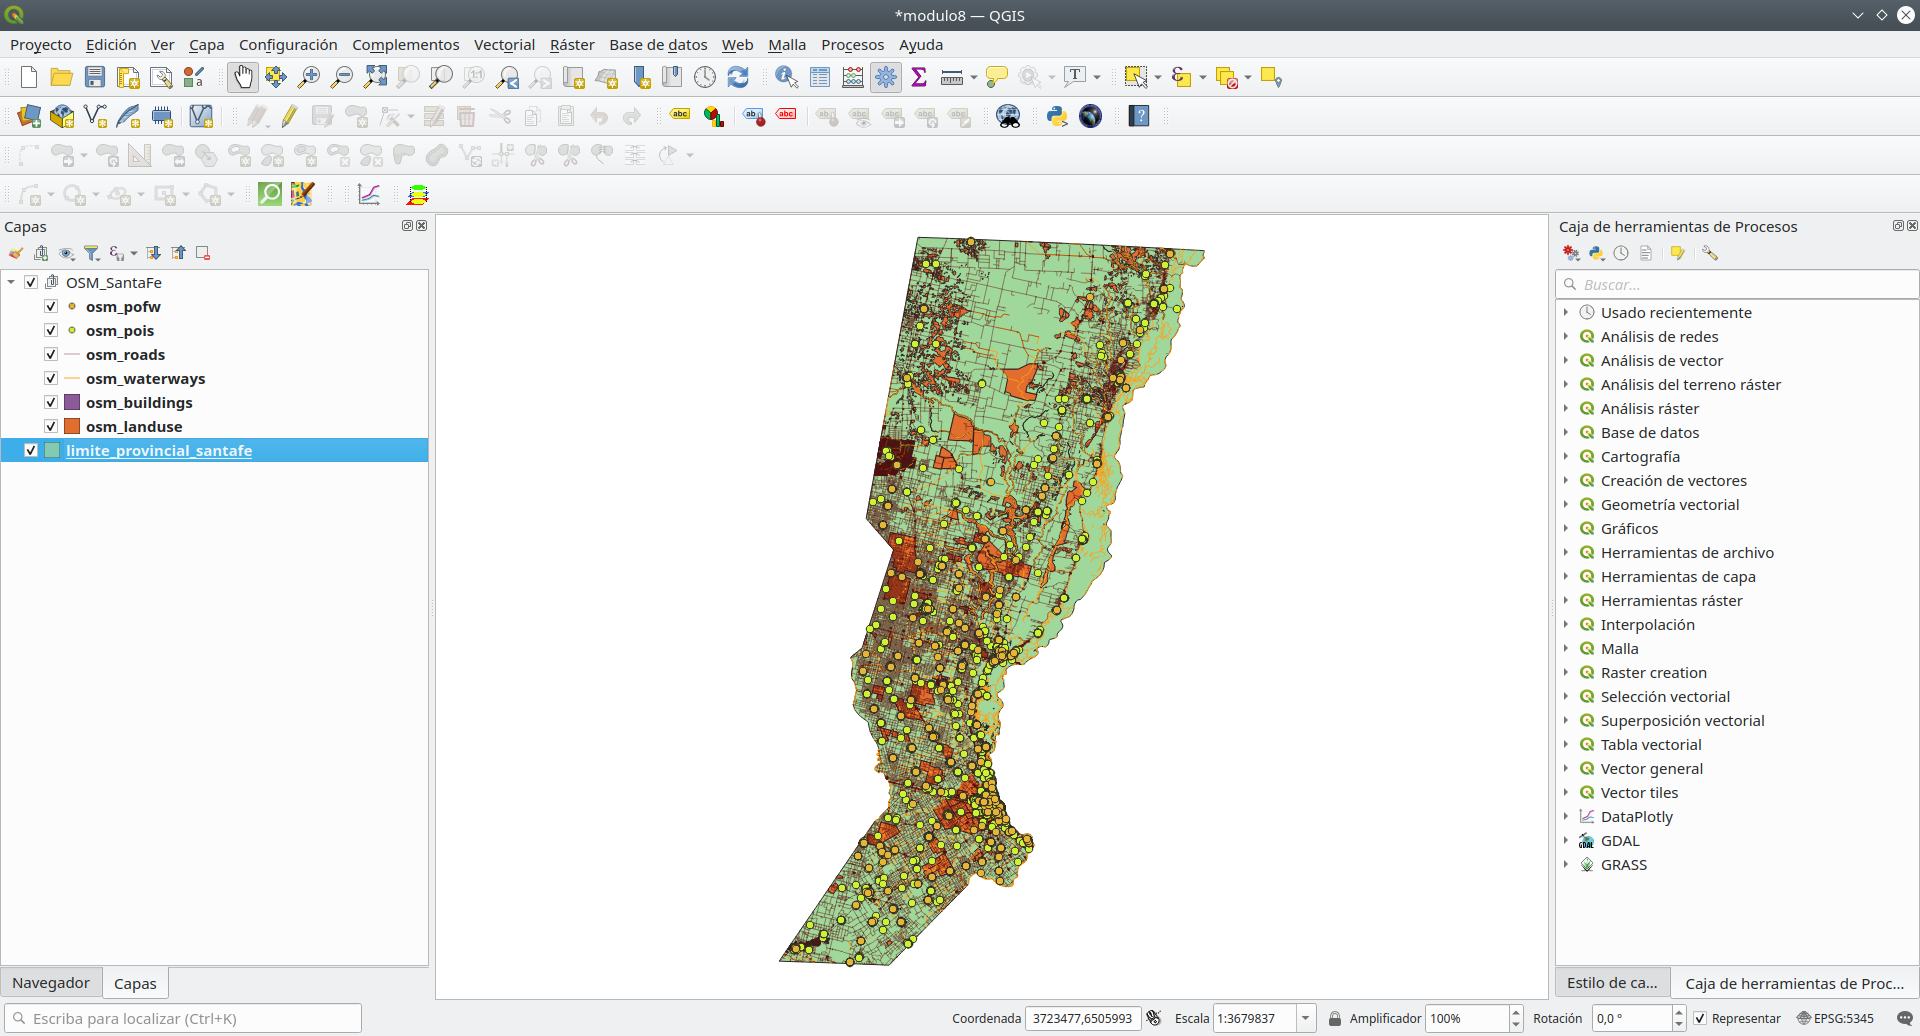 *modulo8 — QGIS
Proyecto Edición Ver Capa Configuración Complementos Vectorial Ráster Base de datos Web Malla Procesos Ayuda
Capas
OSM_SantaFe
osm_pofw
osm_pois
osm_roads
osm_waterways
osm_buildings
osm_landuse
limite_provincial_santafe
Navegador Capas
Caja de herramientas de Procesos
Buscar...
Usado recientemente
Análisis de redes
Análisis de vector
Análisis del terreno ráster
Análisis ráster
Base de datos
Cartografía
Creación de vectores
Geometría vectorial
Gráficos
Herramientas de archivo
Herramientas de capa
Herramientas ráster
Interpolación
Malla
Raster creation
Selección vectorial
Superposición vectorial
Tabla vectorial
Vector general
Vector tiles
DataPlotly
GDAL
GRASS
Estilo de ca... Caja de herramientas de Proc...
Escriba para localizar (Ctrl+K) Coordenada 3723477,6505993 Escala 1:3679837 Amplificador 100% Rotación 0,0 ° Representar EPSG:5345